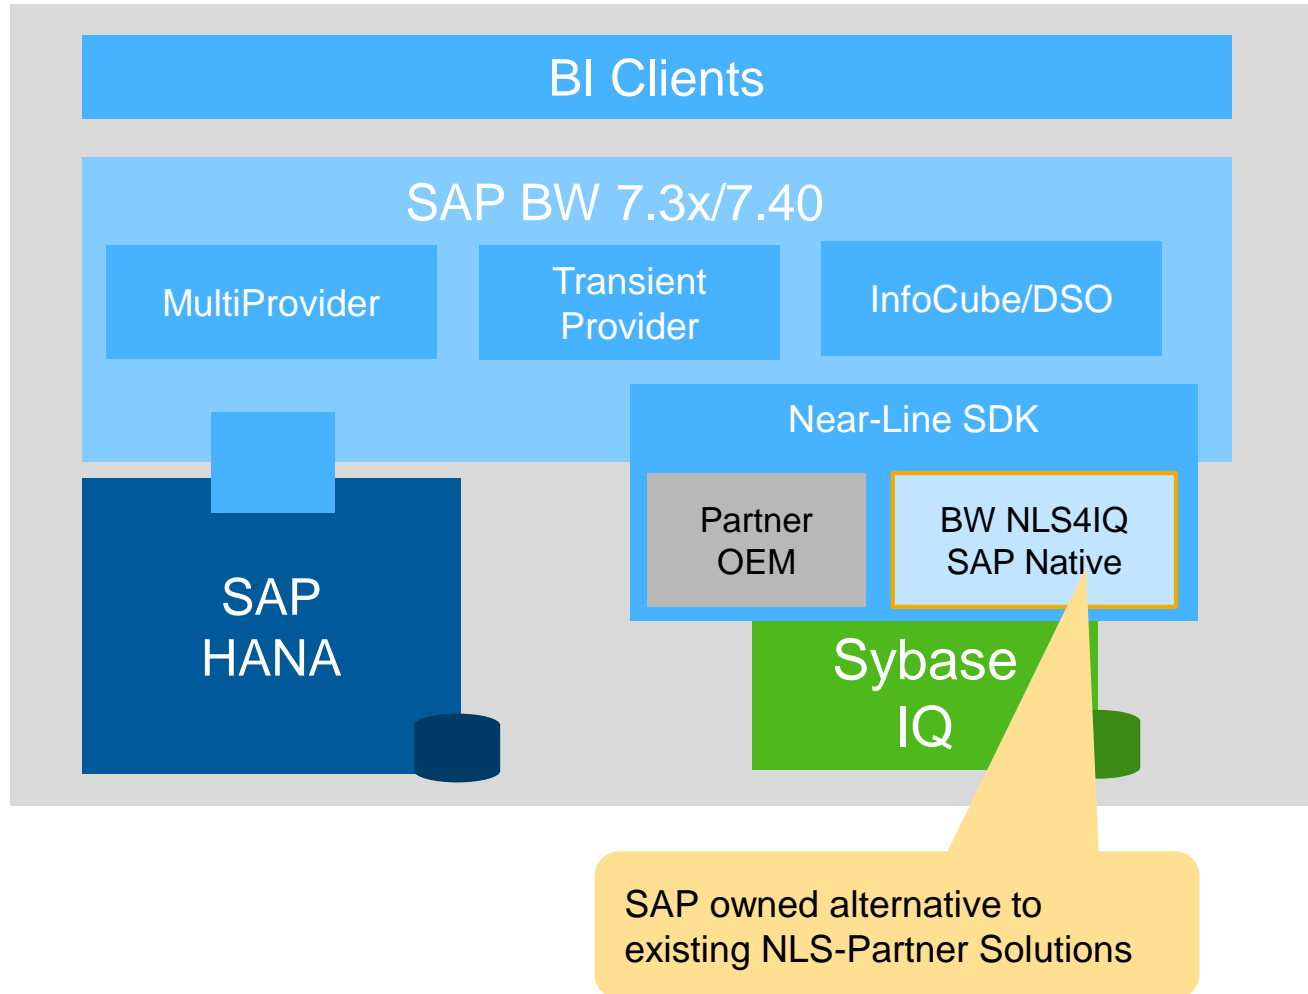 BI Clients
SAP BW 7.3x/7.40
MultiProvider
Transient
Provider
InfoCube/DSO
Near-Line SDK
Partner
OEM
BW NLS4IQ
SAP Native
SAP
HANA
Sybase
IQ
SAP owned alternative to
existing NLS-Partner Solutions